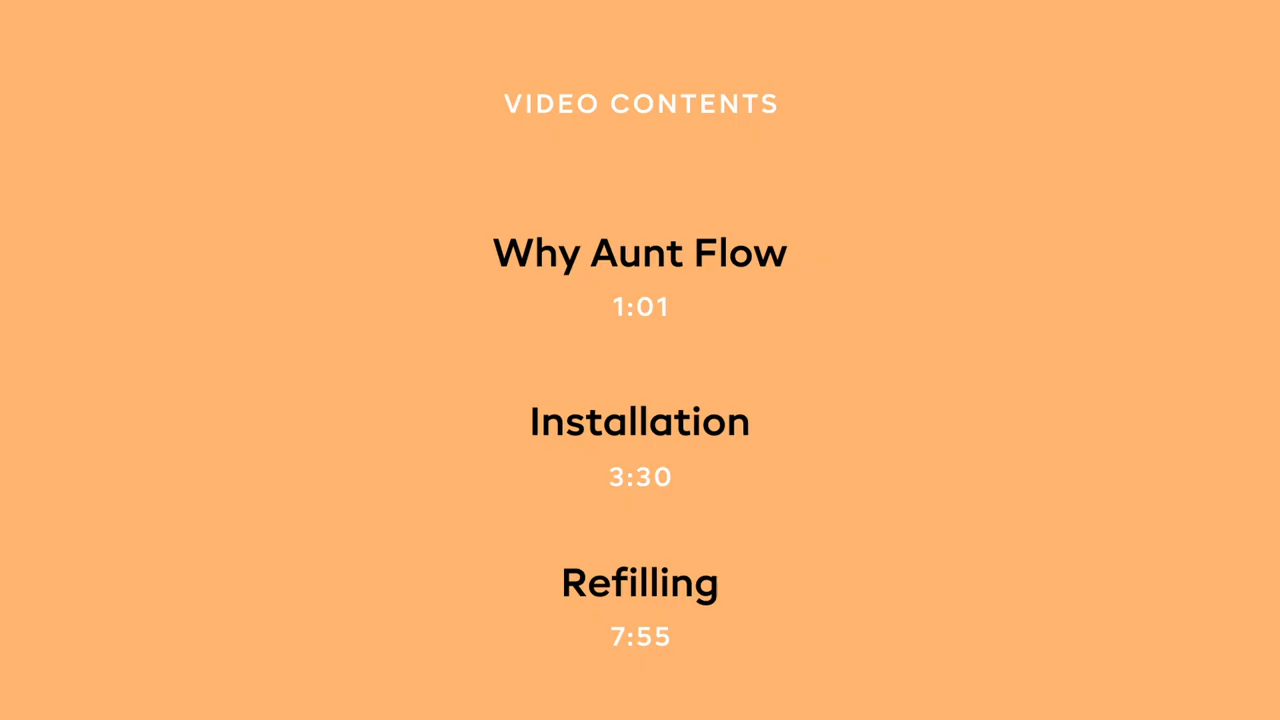 VIDEO CONTENTS
Why Aunt Flow
1:01
Installation
3:30
Refilling
7:55